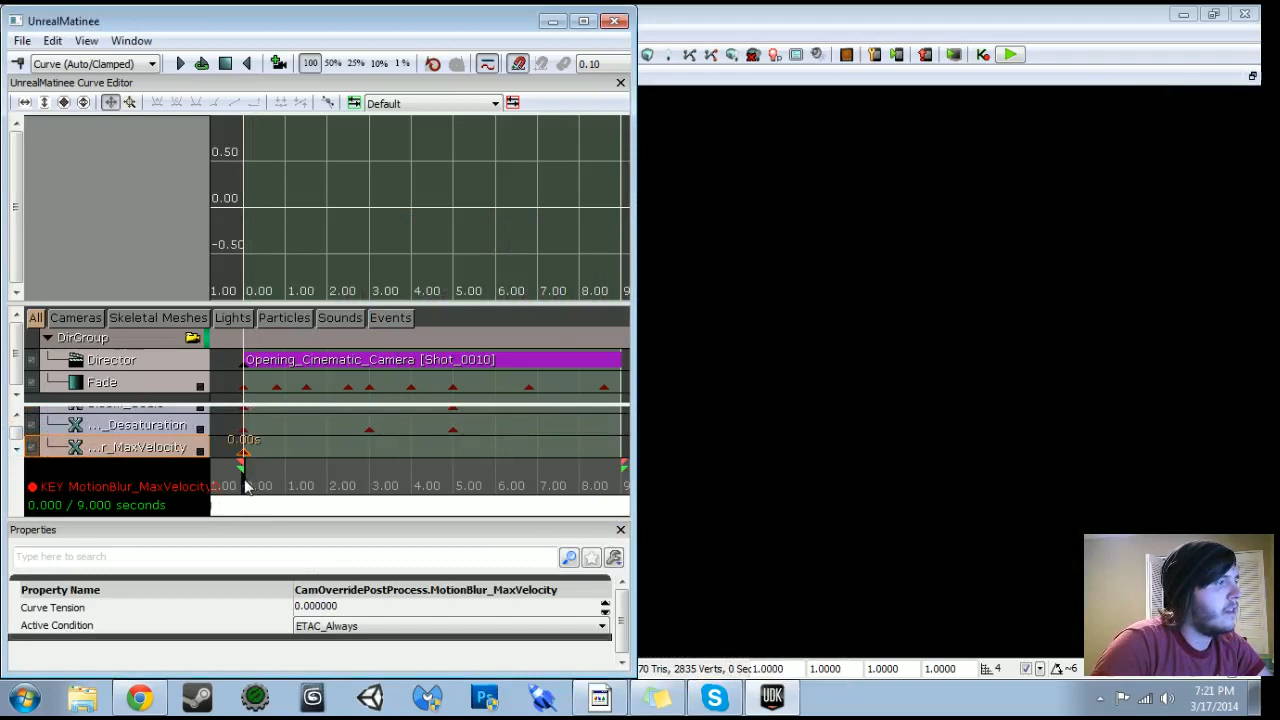 UnrealMatinee
File Edit View Window
Curve (Auto/Clamped) 100 50% 25% 10% 1% 0.10
UnrealMatinee Curve Editor
Default
0.50
0.00
-0.50
1.00 0.00 1.00 2.00 3.00 4.00 5.00 6.00 7.00 8.00 9
All Cameras Skeletal Meshes Lights Particles Sounds Events
DirGroup
Director Opening_Cinematic_Camera [Shot_0010]
Fade
..._Desaturation
0.00s
...r_MaxVelocity
KEY MotionBlur_MaxVelocity
.00 .00 1.00 2.00 3.00 4.00 5.00 6.00 7.00 8.00 9
0.000 / 9.000 seconds
Properties
Type here to search
Property Name CamOverridePostProcess.MotionBlur_MaxVelocity
Curve Tension 0.000000
Active Condition ETAC_Always
70 Tris, 2835 Verts, 0 Sec 1.0000 1.0000 1.0000 1.0000 4 ~6
UDK
7:21 PM
3/17/2014